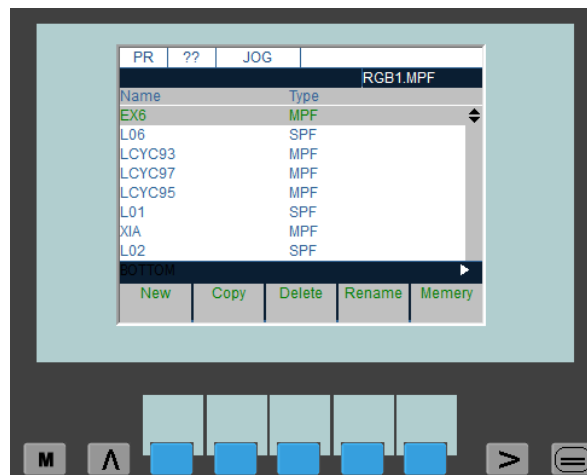 PR ?? JOG
RGB1.MPF
Name Type
EX6 MPF
L06 SPF
LCYC93 MPF
LCYC97 MPF
LCYC95 MPF
L01 SPF
XIA MPF
L02 SPF
BOTTOM
New Copy Delete Rename Memery
M Λ >